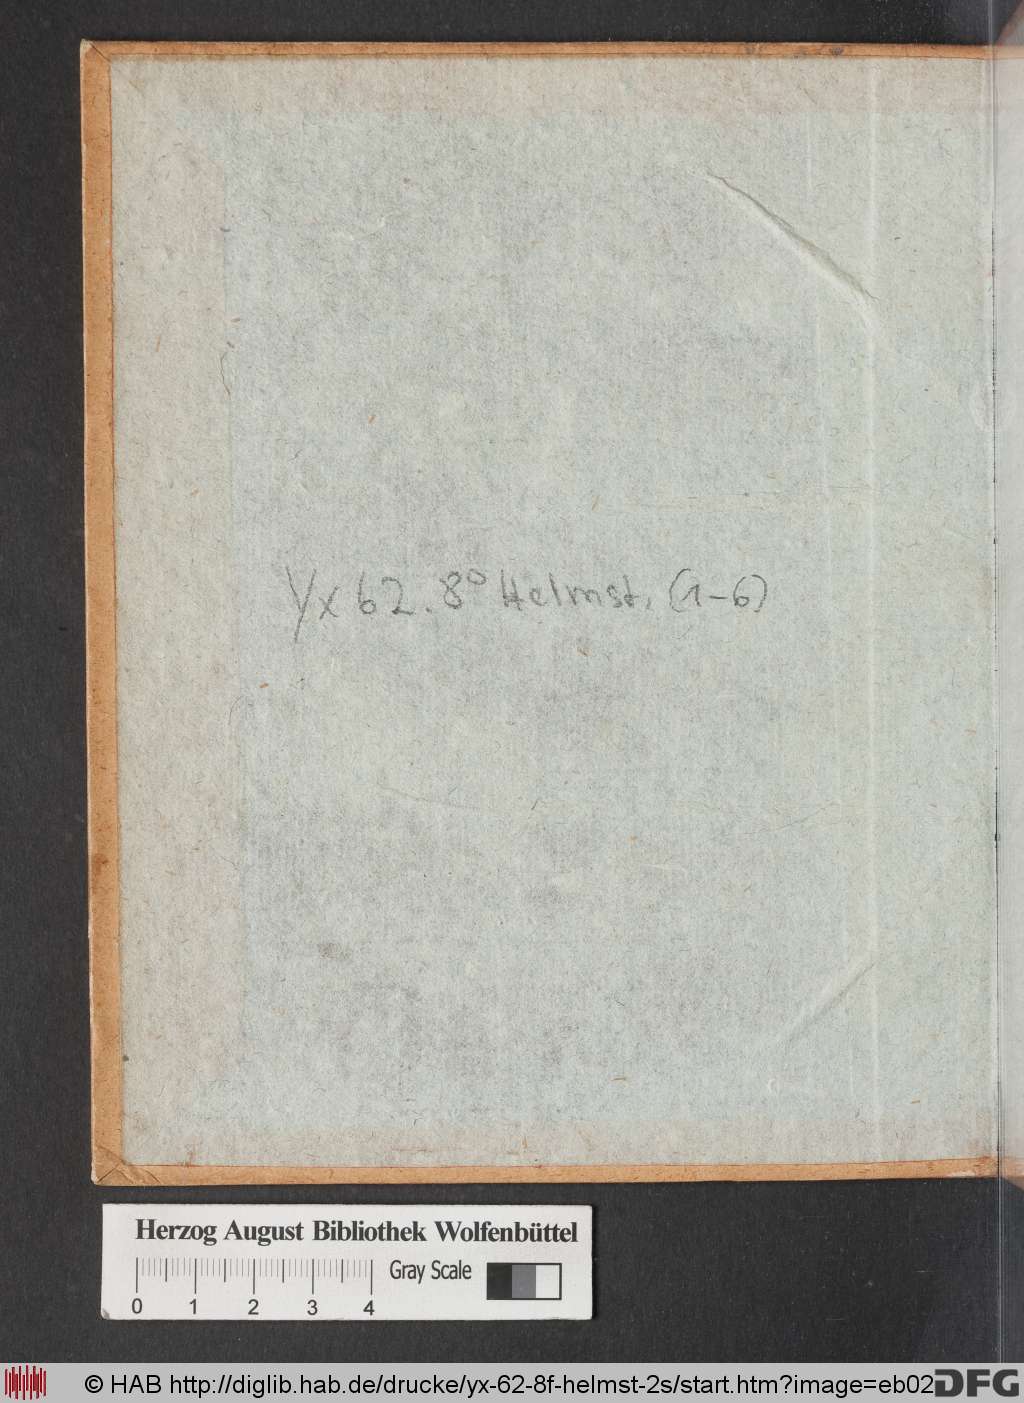 Yx 62. 8° Helmst. (1-6)
Herzog August Bibliothek Wolfenbüttel
Gray Scale
0 1 2 3 4
© HAB http://diglib.hab.de/drucke/yx-62-8f-helmst-2s/start.htm?image=eb02
DFG